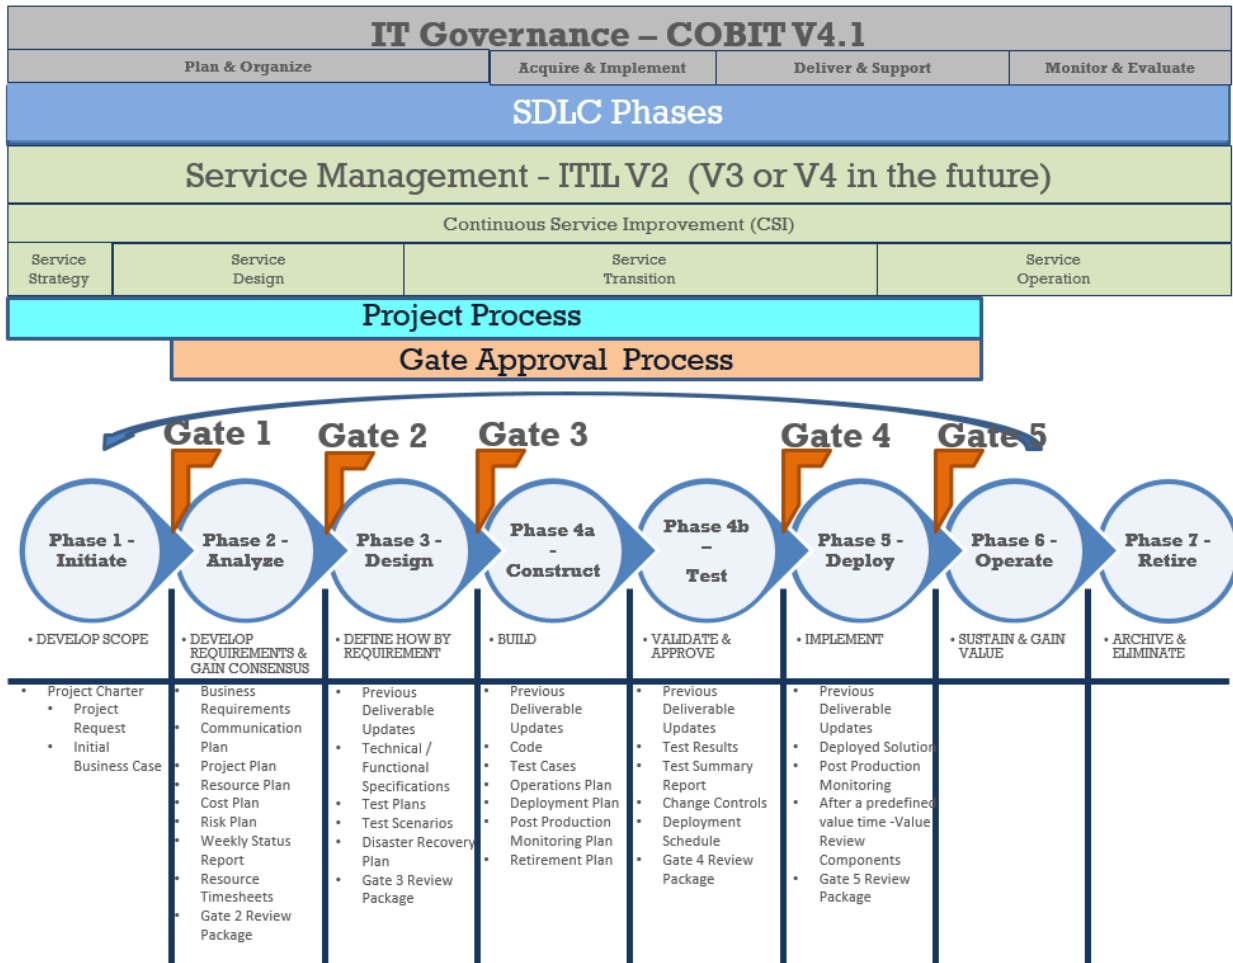 IT Governance – COBIT V4.1
Plan & Organize
Acquire & Implement
Deliver & Support
Monitor & Evaluate
SDLC Phases
Service Management - ITIL V2 (V3 or V4 in the future)
Continuous Service Improvement (CSI)
Service
Strategy
Service
Design
Service
Transition
Service
Operation
Project Process
Gate Approval Process
Gate 1
Gate 2
Gate 3
Gate 4
Gate 5
Phase 1 -
Initiate
Phase 2 -
Analyze
Phase 3 -
Design
Phase 4a
-
Construct
Phase 4b
–
Test
Phase 5 -
Deploy
Phase 6 -
Operate
Phase 7 -
Retire
• DEVELOP SCOPE
• DEVELOP
REQUIREMENTS &
GAIN CONSENSUS
• DEFINE HOW BY
REQUIREMENT
• BUILD
• VALIDATE &
APPROVE
• IMPLEMENT
• SUSTAIN & GAIN
VALUE
• ARCHIVE &
ELIMINATE
• Project Charter
• Project
Request
• Initial
Business Case
• Business
Requirements
• Communication
Plan
• Project Plan
• Resource Plan
• Cost Plan
• Risk Plan
• Weekly Status
Report
• Resource
Timesheets
• Gate 2 Review
Package
• Previous
Deliverable
Updates
• Technical /
Functional
Specifications
• Test Plans
• Test Scenarios
• Disaster Recovery
Plan
• Gate 3 Review
Package
• Previous
Deliverable
Updates
• Code
• Test Cases
• Operations Plan
• Deployment Plan
• Post Production
Monitoring Plan
• Retirement Plan
• Previous
Deliverable
Updates
• Test Results
• Test Summary
Report
• Change Controls
• Deployment
Schedule
• Gate 4 Review
Package
• Previous
Deliverable
Updates
• Deployed Solution
• Post Production
Monitoring
• After a predefined
value time -Value
Review
Components
• Gate 5 Review
Package